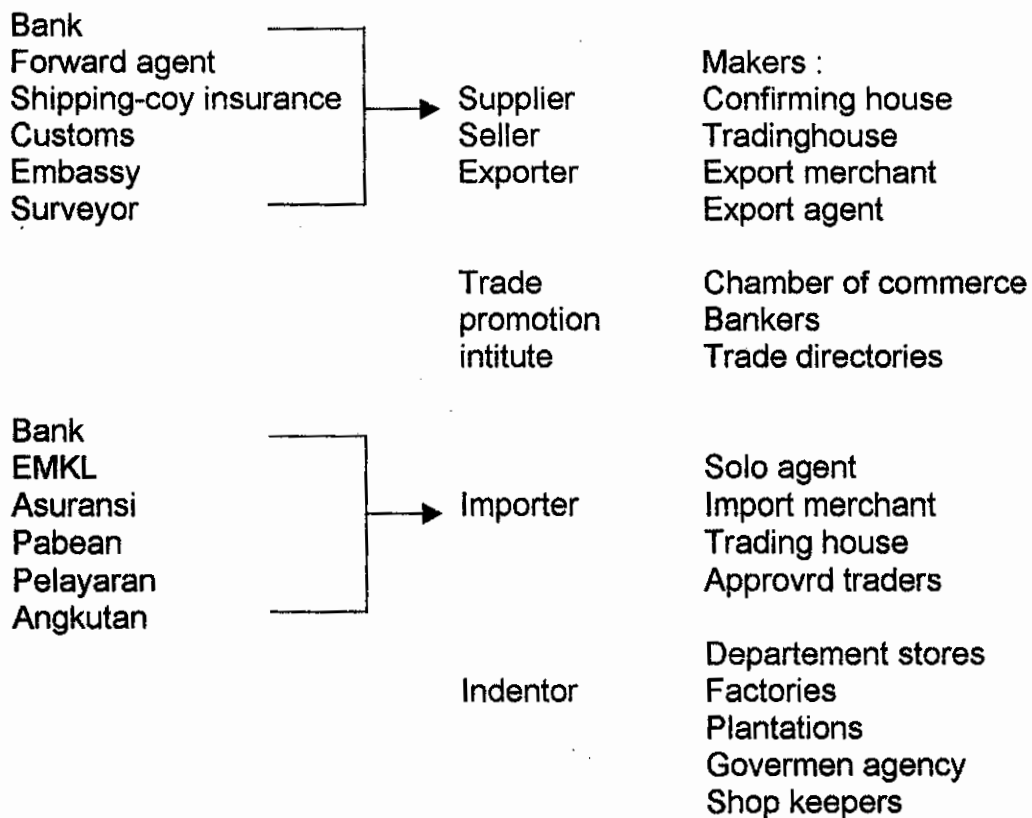 Bank
Forward agent Makers :
Shipping-coy insurance Supplier Confirming house
Customs Seller Tradinghouse
Embassy Exporter Export merchant
Surveyor Export agent
Trade Chamber of commerce
promotion Bankers
intitute Trade directories
Bank
EMKL Solo agent
Asuransi Importer Import merchant
Pabean Trading house
Pelayaran Approvrd traders
Angkutan
Departement stores
Indentor Factories
Plantations
Govermen agency
Shop keepers